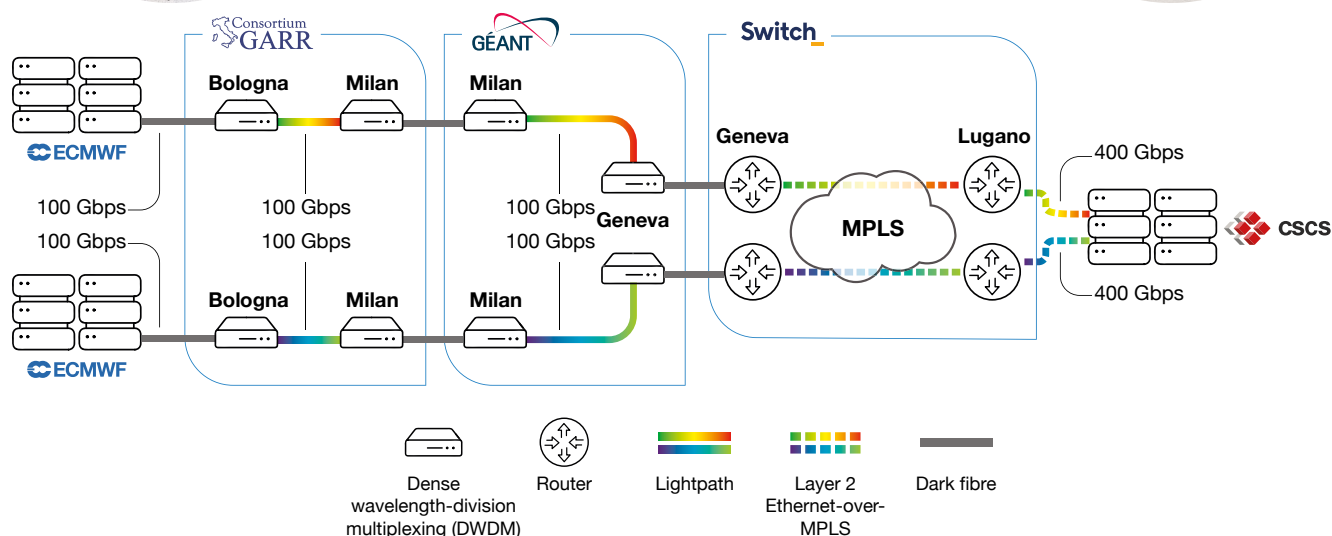 Consortium
GARR
GÉANT
Switch_
Bologna
Milan
Milan
Geneva
Lugano
ECMWF
400 Gbps
100 Gbps
100 Gbps
100 Gbps
100 Gbps
100 Gbps
100 Gbps
Geneva
MPLS
CSCS
Bologna
Milan
Milan
400 Gbps
ECMWF
Dense
wavelength-division
multiplexing (DWDM)
Router
Lightpath
Layer 2
Ethernet-over-
MPLS
Dark fibre